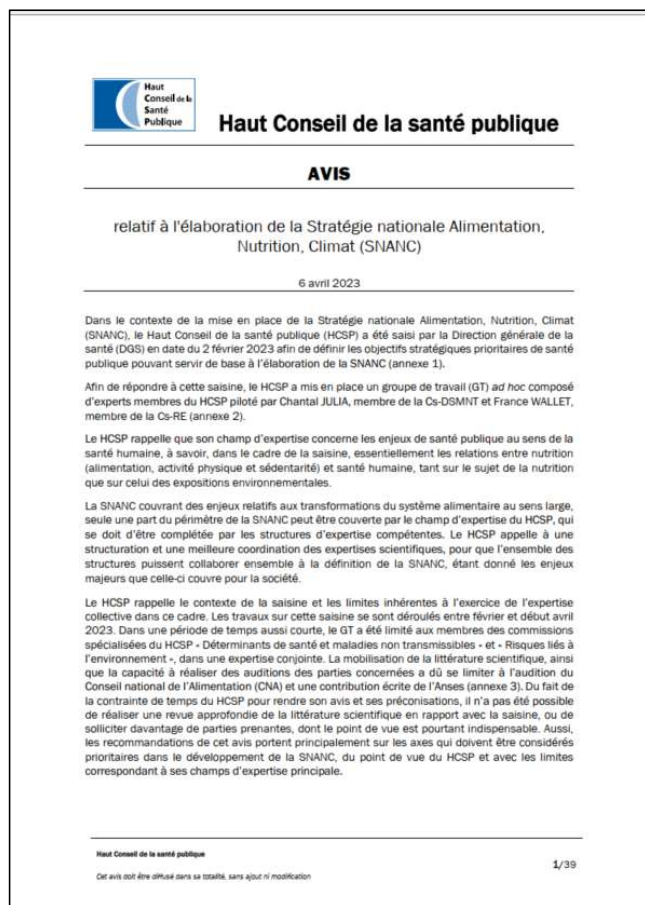 Haut
Conseil de la
Santé
Publique
Haut Conseil de la santé publique
AVIS
relatif à l'élaboration de la Stratégie nationale Alimentation,
Nutrition, Climat (SNANC)
6 avril 2023
Dans le contexte de la mise en place de la Stratégie nationale Alimentation, Nutrition, Climat
(SNANC), le Haut Conseil de la santé publique (HCSP) a été saisi par la Direction générale de la
santé (DGS) en date du 2 février 2023 afin de définir les objectifs stratégiques prioritaires de santé
publique pouvant servir de base à l'élaboration de la SNANC (annexe 1).
Afin de répondre à cette saisine, le HCSP a mis en place un groupe de travail (GT) ad hoc composé
d'experts membres du HCSP piloté par Chantal JULIA, membre de la Cs-DSMNT et France WALLET,
membre de la Cs-RE (annexe 2).
Le HCSP rappelle que son champ d'expertise concerne les enjeux de santé publique au sens de la
santé humaine, à savoir, dans le cadre de la saisine, essentiellement les relations entre nutrition
(alimentation, activité physique et sédentarité) et santé humaine, tant sur le sujet de la nutrition
que sur celui des expositions environnementales.
La SNANC couvrant des enjeux relatifs aux transformations du système alimentaire au sens large,
seule une part du périmètre de la SNANC peut être couverte par le champ d'expertise du HCSP, qui
se doit d'être complétée par les structures d'expertise compétentes. Le HCSP appelle à une
structuration et une meilleure coordination des expertises scientifiques, pour que l'ensemble des
structures puissent collaborer ensemble à la définition de la SNANC, étant donné les enjeux
majeurs que celle-ci couvre pour la société.
Le HCSP rappelle le contexte de la saisine et les limites inhérentes à l'exercice de l'expertise
collective dans ce cadre. Les travaux sur cette saisine se sont déroulés entre février et début avril
2023. Dans une période de temps aussi courte, le GT a été limité aux membres des commissions
spécialisées du HCSP « Déterminants de santé et maladies non transmissibles » et « Risques liés à
l'environnement », dans une expertise conjointe. La mobilisation de la littérature scientifique, ainsi
que la capacité à réaliser des auditions des parties concernées a dû se limiter à l'audition du
Conseil national de l'Alimentation (CNA) et une contribution écrite de l'Anses (annexe 3). Du fait de
la contrainte de temps du HCSP pour rendre son avis et ses préconisations, il n'a pas été possible
de réaliser une revue approfondie de la littérature scientifique en rapport avec la saisine, ou de
solliciter davantage de parties prenantes, dont le point de vue est pourtant indispensable. Aussi,
les recommandations de cet avis portent principalement sur les axes qui doivent être considérés
prioritaires dans le développement de la SNANC, du point de vue du HCSP et avec les limites
correspondant à ses champs d'expertise principale.
Haut Conseil de la santé publique
1/39
Cet avis doit être diffusé dans sa totalité, sans ajout ni modification